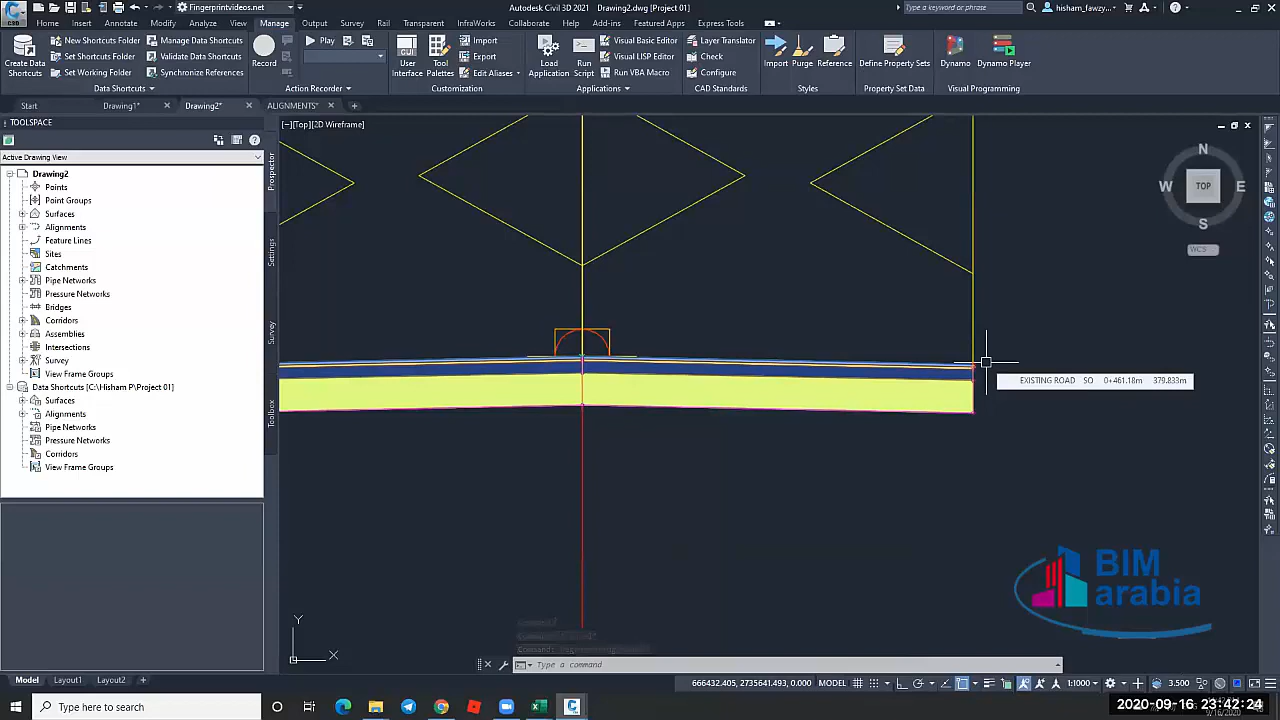 Fingerprintvideos.net
Autodesk Civil 3D 2021 Drawing2.dwg [Project 01]
Type a keyword or phrase
hisham_fawzy...
C3D
Home Insert Annotate Modify Analyze View Manage Output Survey Rail Transparent InfraWorks Collaborate Help Add-ins Featured Apps Express Tools
Create Data Shortcuts
New Shortcuts Folder
Set Shortcuts Folder
Set Working Folder
Manage Data Shortcuts
Validate Data Shortcuts
Synchronize References
Data Shortcuts
Record
Play
Action Recorder
User Interface
Tool Palettes
Import
Export
Edit Aliases
Customization
Load Application
Run Script
Visual Basic Editor
Visual LISP Editor
Run VBA Macro
Applications
Layer Translator
Check
Configure
CAD Standards
Import Purge Reference
Styles
Define Property Sets
Property Set Data
Dynamo Dynamo Player
Visual Programming
Start Drawing1* Drawing2* ALIGNMENTS*
TOOLSPACE
Active Drawing View
Drawing2
Points
Point Groups
Surfaces
Alignments
Feature Lines
Sites
Catchments
Pipe Networks
Pressure Networks
Bridges
Corridors
Assemblies
Intersections
Survey
View Frame Groups
Data Shortcuts [C:\Hisham P\Project 01]
Surfaces
Alignments
Pipe Networks
Pressure Networks
Corridors
View Frame Groups
Prospector
Settings
Survey
Toolbox
[−][Top][2D Wireframe]
N
W TOP E
S
WCS
EXISTING ROAD SO 0+461.18m 379.833m
BIM
arabia
Y
X
Type a command
Model Layout1 Layout2
666432.405, 2735641.493, 0.000 MODEL 1:1000 3.500
Type here to search
2020-09-16 23:42:24